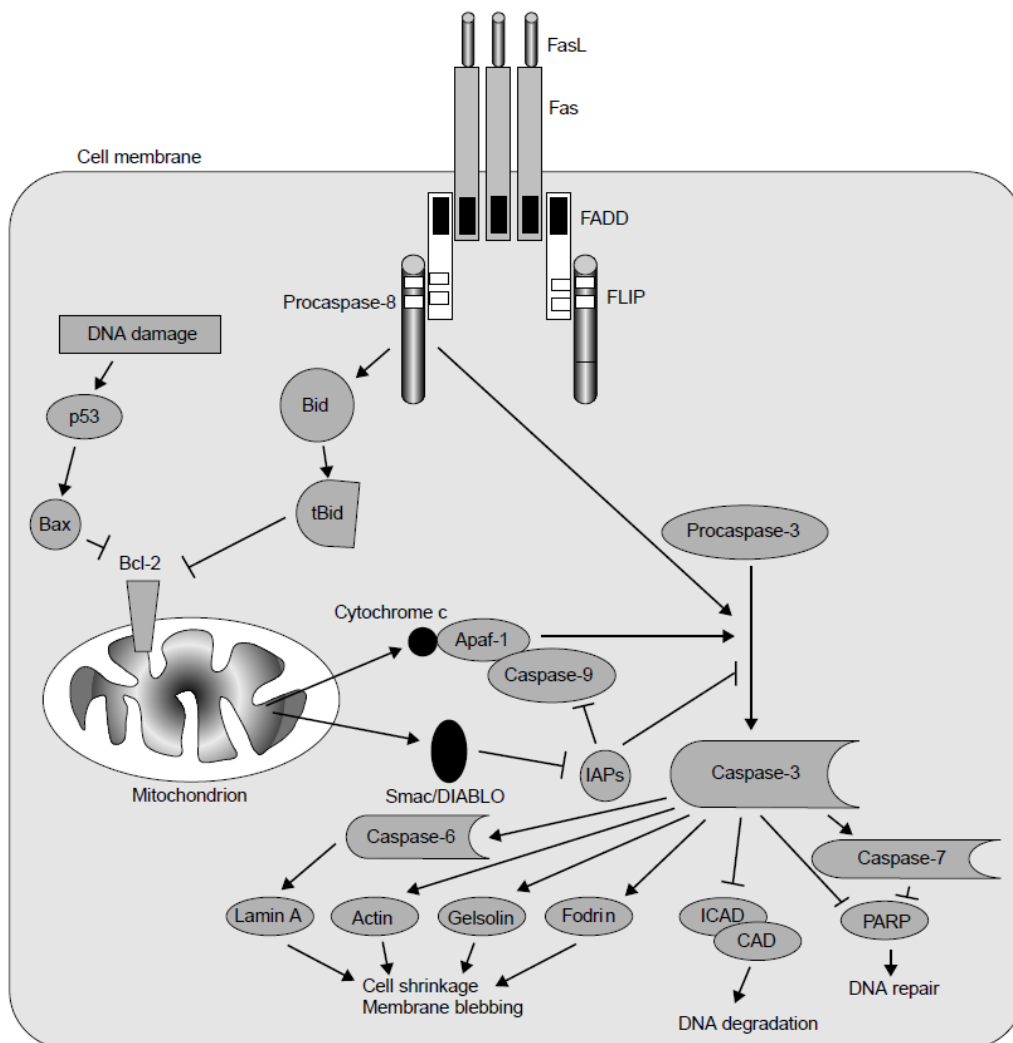 FasL
Fas
Cell membrane
FADD
Procaspase-8
FLIP
DNA damage
Bid
p53
tBid
Bax
Procaspase-3
Bcl-2
Cytochrome c
Apaf-1
Caspase-9
Caspase-3
IAPs
Mitochondrion
Smac/DIABLO
Caspase-6
Caspase-7
Lamin A
Actin
Gelsolin
Fodrin
ICAD
PARP
CAD
Cell shrinkage
Membrane blebbing
DNA repair
DNA degradation